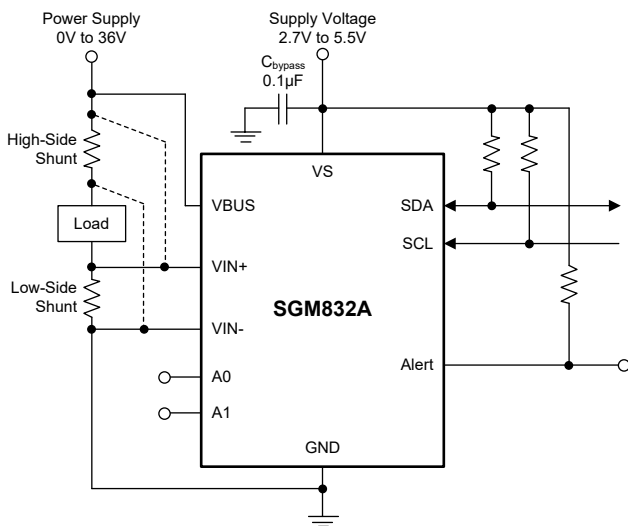 Power Supply
0V to 36V
Supply Voltage
2.7V to 5.5V
Cbypass
0.1µF
High-Side
Shunt
Load
Low-Side
Shunt
VS
VBUS
VIN+
VIN-
A0
A1
SGM832A
SDA
SCL
Alert
GND